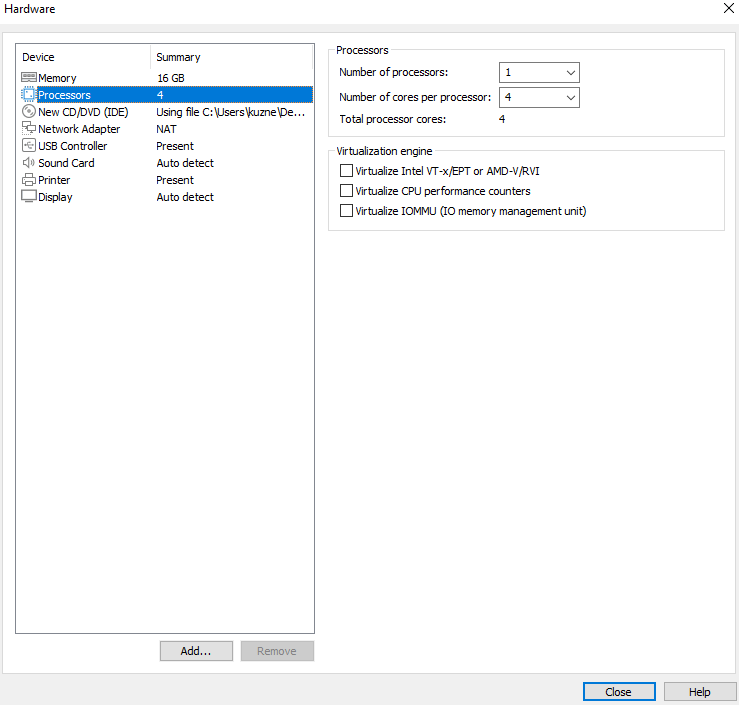 Hardware
Device Summary
Memory 16 GB
Processors 4
New CD/DVD (IDE) Using file C:\Users\kuzne\De...
Network Adapter NAT
USB Controller Present
Sound Card Auto detect
Printer Present
Display Auto detect
Add...
Remove
Processors
Number of processors: 1
Number of cores per processor: 4
Total processor cores: 4
Virtualization engine
Virtualize Intel VT-x/EPT or AMD-V/RVI
Virtualize CPU performance counters
Virtualize IOMMU (IO memory management unit)
Close
Help